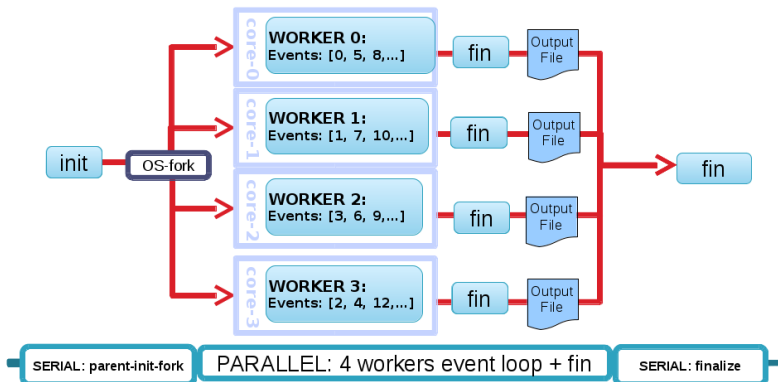 init
OS-fork
core-0
WORKER 0:
Events: [0, 5, 8,...]
fin
Output
File
core-1
WORKER 1:
Events: [1, 7, 10,...]
fin
Output
File
core-2
WORKER 2:
Events: [3, 6, 9,...]
fin
Output
File
core-3
WORKER 3:
Events: [2, 4, 12,...]
fin
Output
File
fin
SERIAL: parent-init-fork
PARALLEL: 4 workers event loop + fin
SERIAL: finalize